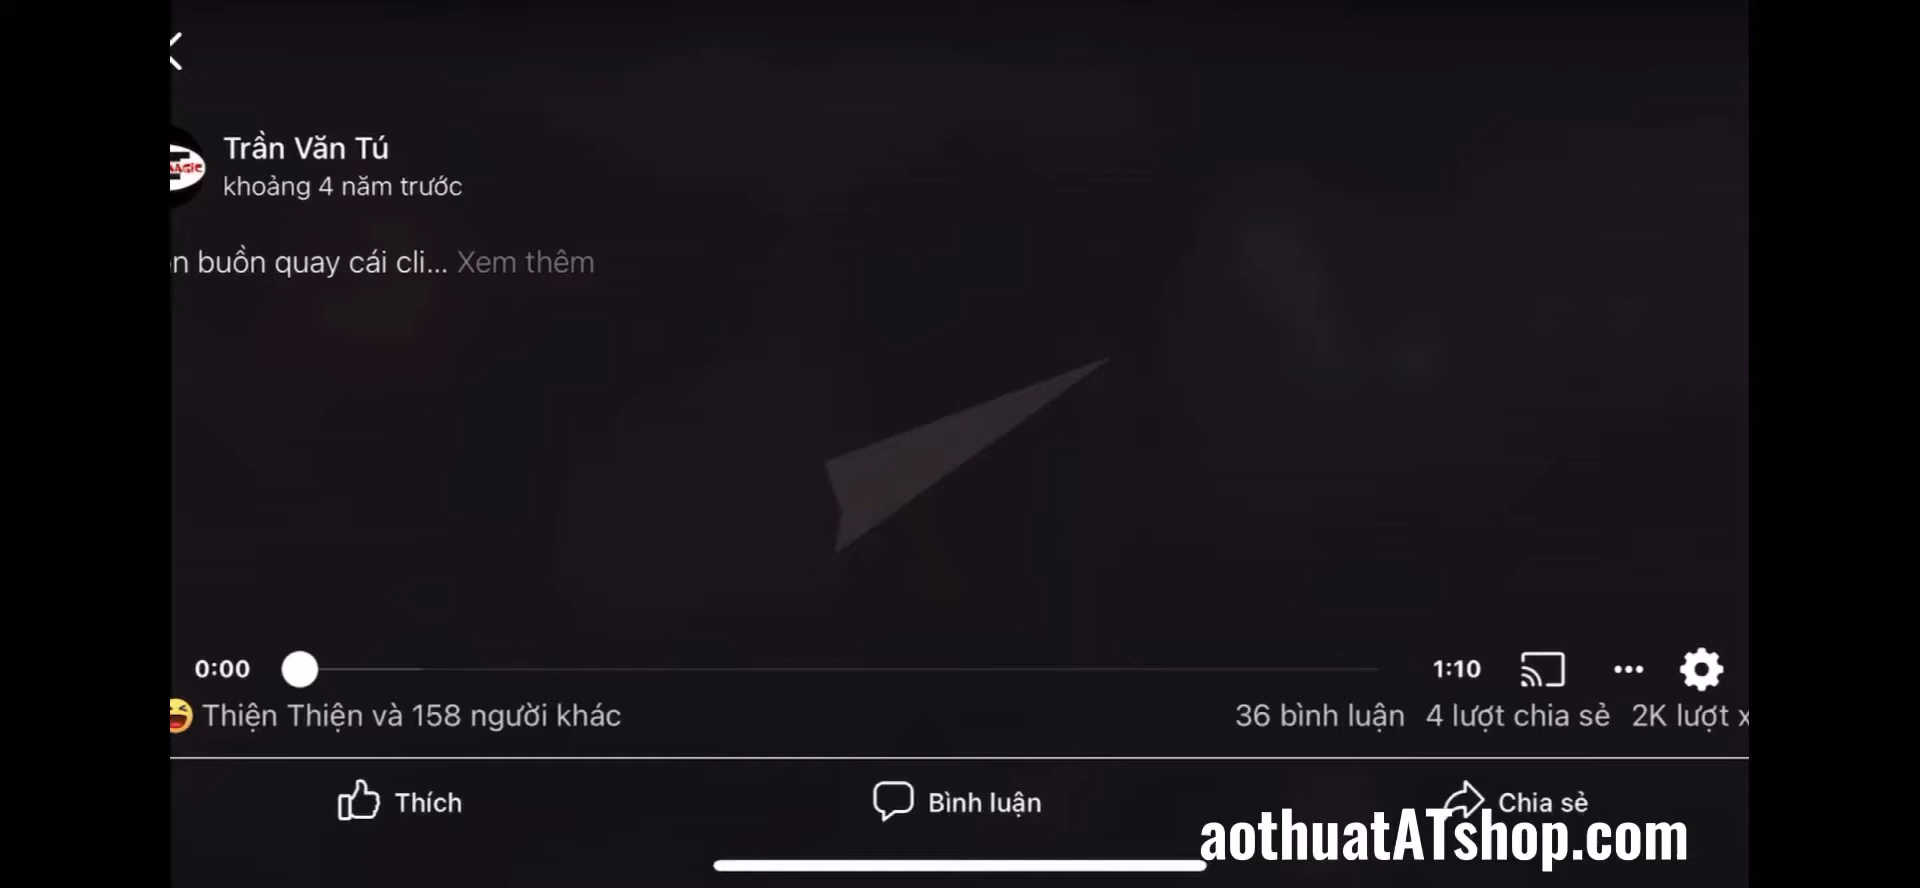 Trần Văn Tú
MAGIC
khoảng 4 năm trước
n buồn quay cái cli... Xem thêm
0:00
1:10
Thiện Thiện và 158 người khác
36 bình luận 4 lượt chia sẻ 2K lượt x
Thích
Bình luận
Chia sẻ
aothuatATshop.com